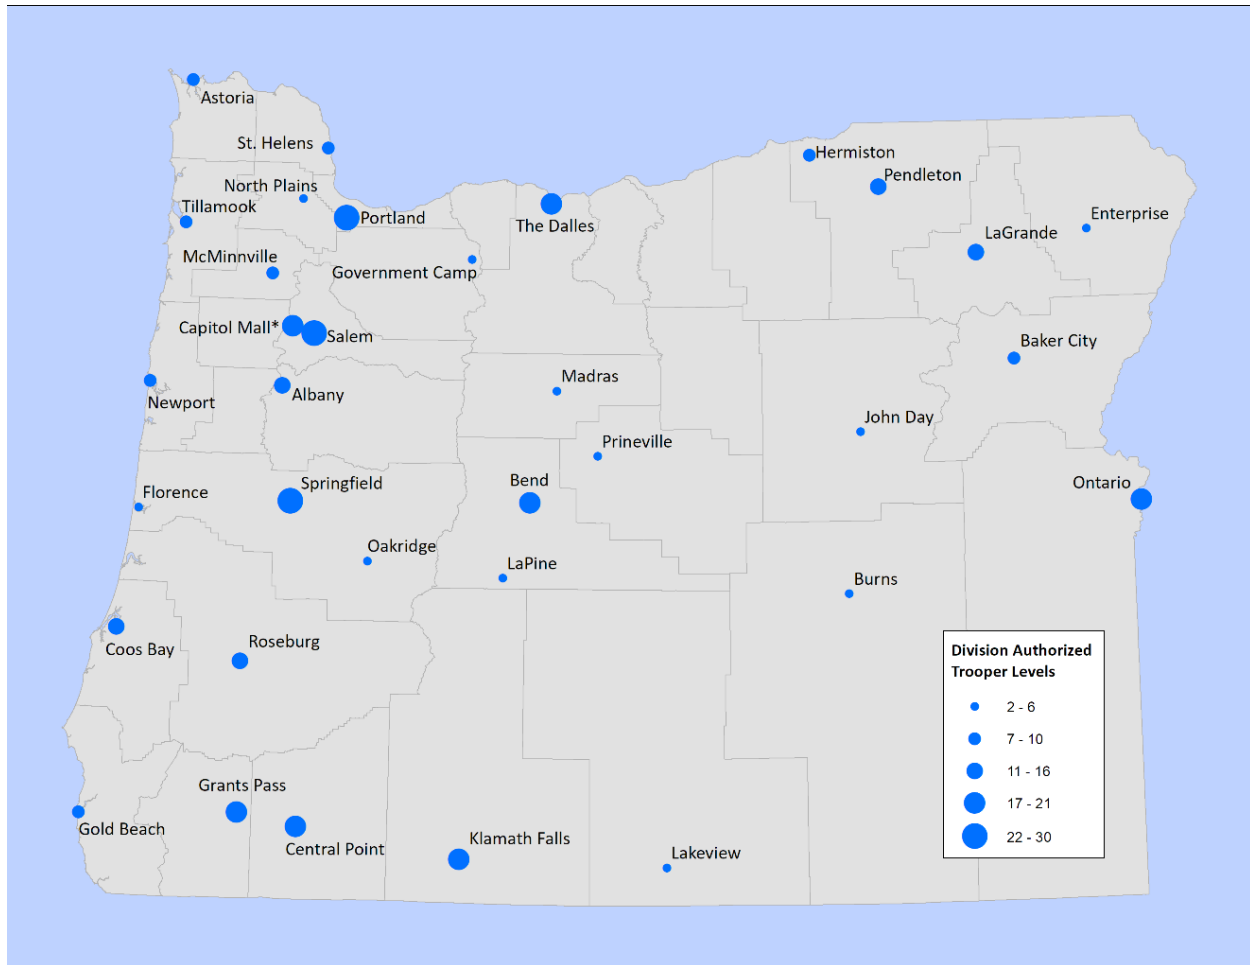 Astoria
St. Helens
Hermiston
Pendleton
North Plains
Tillamook
Portland
The Dalles
Enterprise
LaGrande
McMinnville
Government Camp
Capitol Mall*
Salem
Baker City
Madras
Albany
Newport
John Day
Prineville
Bend
Springfield
Ontario
Florence
Oakridge
LaPine
Burns
Coos Bay
Roseburg
Division Authorized
Trooper Levels
2 - 6
7 - 10
11 - 16
17 - 21
22 - 30
Grants Pass
Gold Beach
Central Point
Klamath Falls
Lakeview